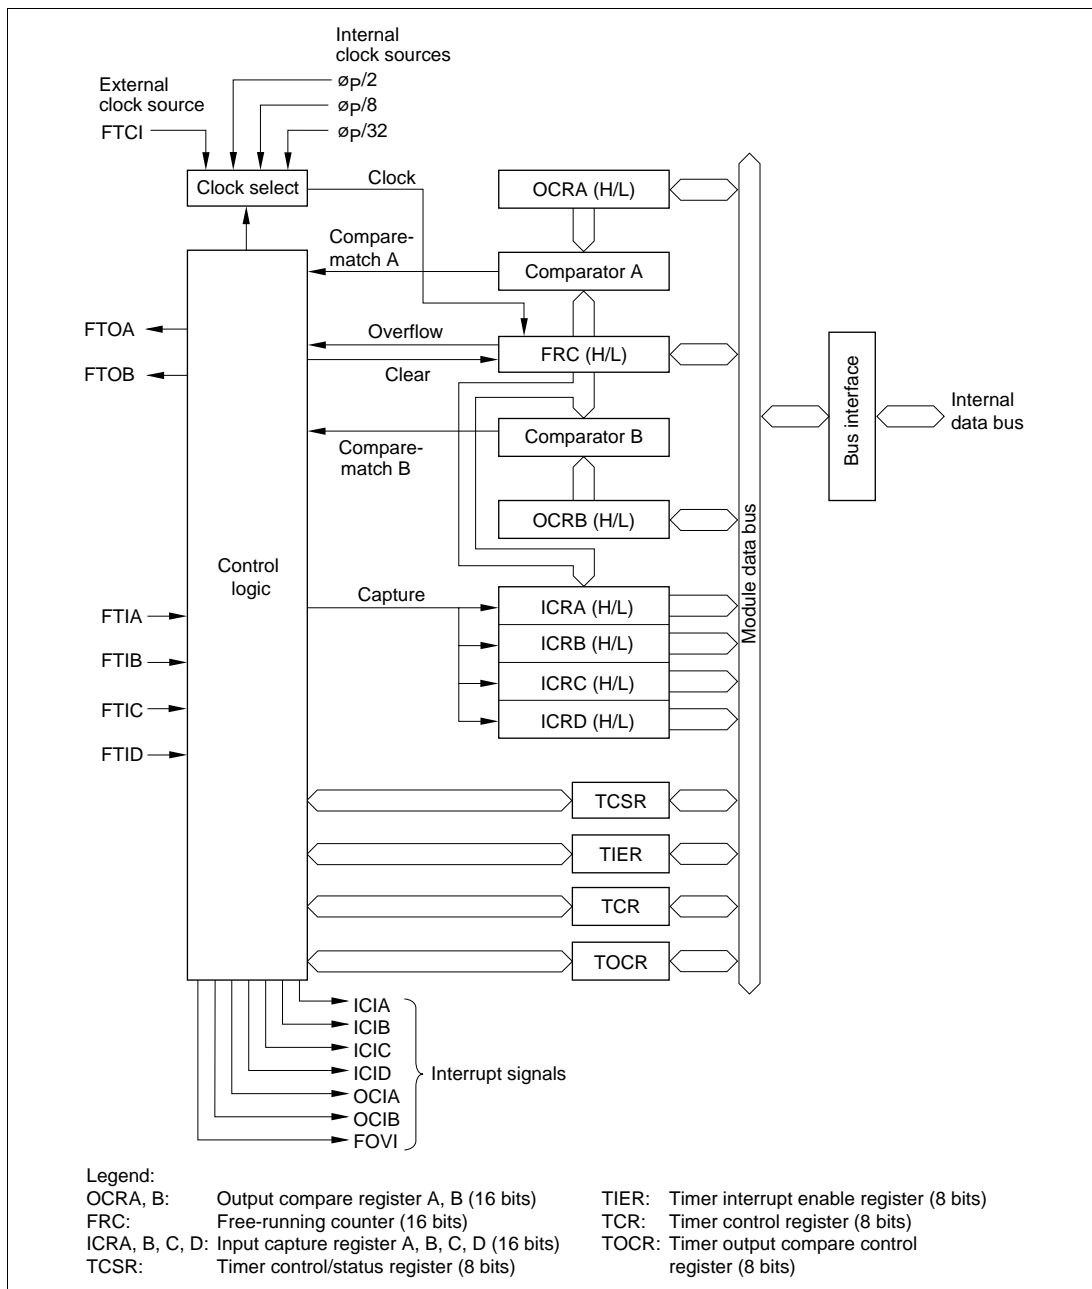 Internal
clock sources
øP/2
External
clock source
øP/8
FTCI
øP/32
Clock select
Clock
OCRA (H/L)
Compare-
match A
Comparator A
FTOA
Overflow
FRC (H/L)
FTOB
Clear
Bus interface
Internal
data bus
Comparator B
Compare-
match B
OCRB (H/L)
Module data bus
Control
logic
Capture
FTIA
ICRA (H/L)
FTIB
ICRB (H/L)
FTIC
ICRC (H/L)
FTID
ICRD (H/L)
TCSR
TIER
TCR
TOCR
ICIA
ICIB
ICIC
ICID
Interrupt signals
OCIA
OCIB
FOVI
Legend:
OCRA, B: Output compare register A, B (16 bits)
FRC: Free-running counter (16 bits)
ICRA, B, C, D: Input capture register A, B, C, D (16 bits)
TCSR: Timer control/status register (8 bits)
TIER: Timer interrupt enable register (8 bits)
TCR: Timer control register (8 bits)
TOCR: Timer output compare control
register (8 bits)